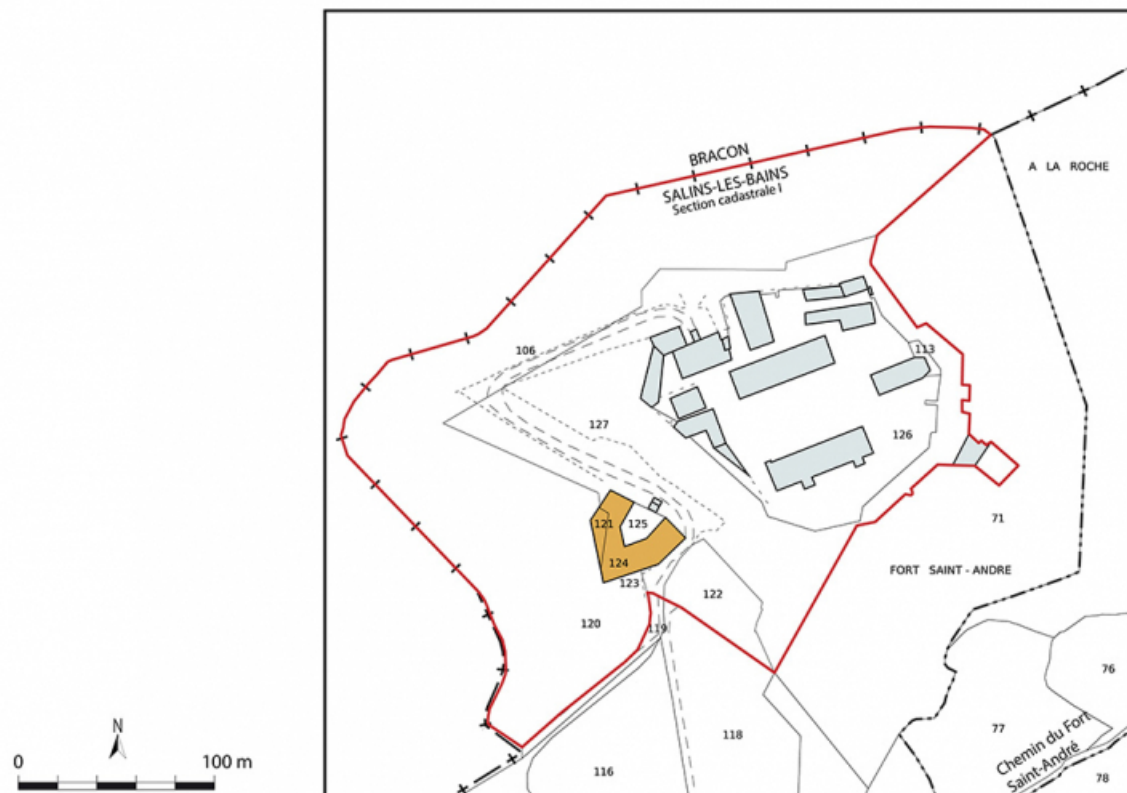 BRACON
SALINS-LES-BAINS
Section cadastrale I
A LA ROCHE
106
113
127
126
121
125
71
124
FORT SAINT - ANDRE
123
122
120
119
76
N
77
118
Chemin du Fort
Saint-André
0
100 m
116
78